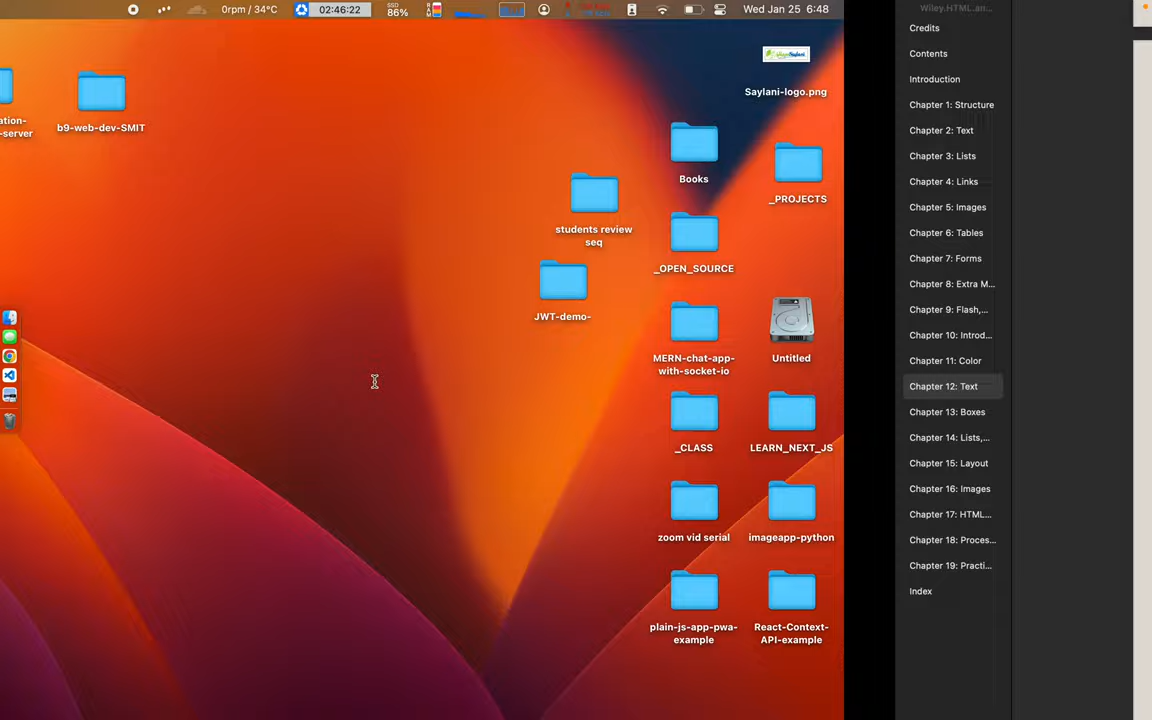 0rpm / 34°C
02:46:22
SSD
86%
Wed Jan 25 6:48
ation-
-server
b9-web-dev-SMIT
Saylani-logo.png
Books
_PROJECTS
students review
seq
_OPEN_SOURCE
JWT-demo-
MERN-chat-app-
with-socket-io
Untitled
_CLASS
LEARN_NEXT_JS
zoom vid serial
imageapp-python
plain-js-app-pwa-
example
React-Context-
API-example
Wiley.HTML.an...
Credits
Contents
Introduction
Chapter 1: Structure
Chapter 2: Text
Chapter 3: Lists
Chapter 4: Links
Chapter 5: Images
Chapter 6: Tables
Chapter 7: Forms
Chapter 8: Extra M...
Chapter 9: Flash,...
Chapter 10: Introd...
Chapter 11: Color
Chapter 12: Text
Chapter 13: Boxes
Chapter 14: Lists,...
Chapter 15: Layout
Chapter 16: Images
Chapter 17: HTML...
Chapter 18: Proces...
Chapter 19: Practi...
Index